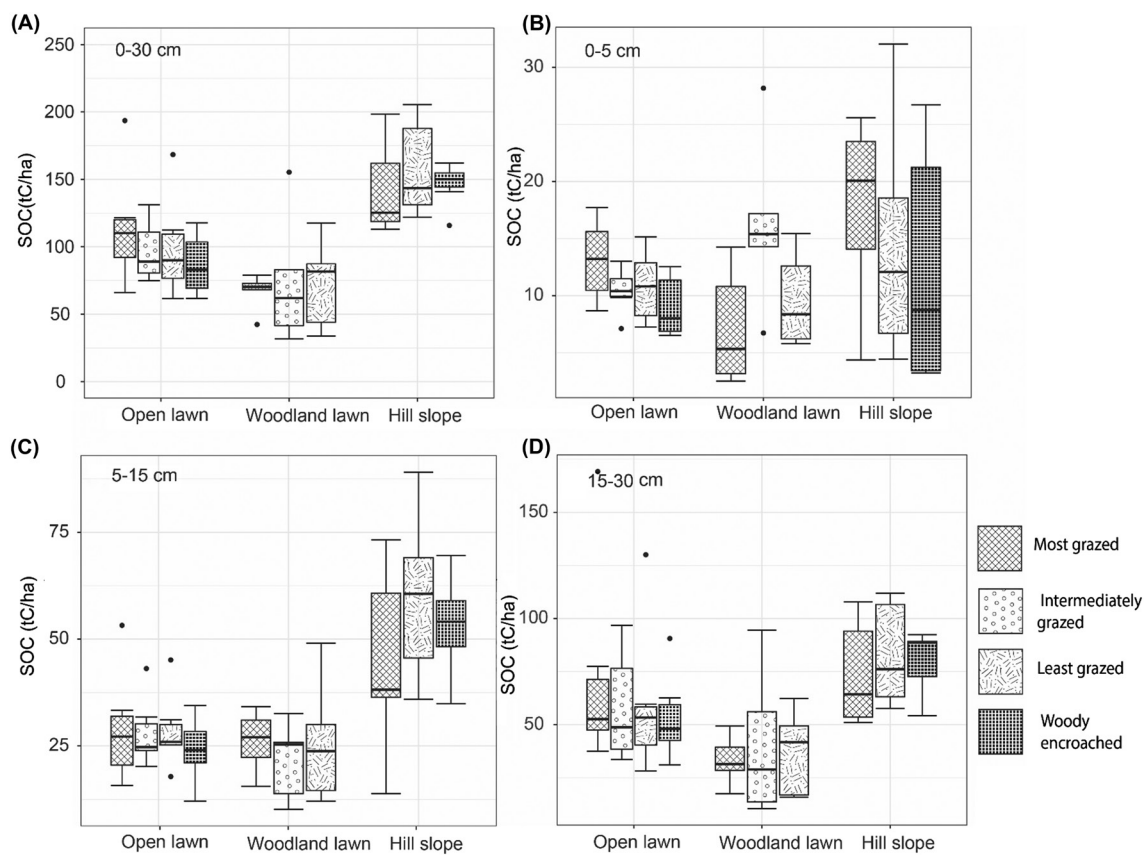 (A)
0-30 cm
250
200
150
100
50
0
SOC(tC/ha)
Open lawn Woodland lawn Hill slope
(B)
0-5 cm
30
20
10
SOC (tC/ha)
Open lawn Woodland lawn Hill slope
(C)
5-15 cm
75
50
25
SOC (tC/ha)
Open lawn Woodland lawn Hill slope
(D)
15-30 cm
150
100
50
SOC (tC/ha)
Open lawn Woodland lawn Hill slope
Most grazed
Intermediately
grazed
Least grazed
Woody
encroached